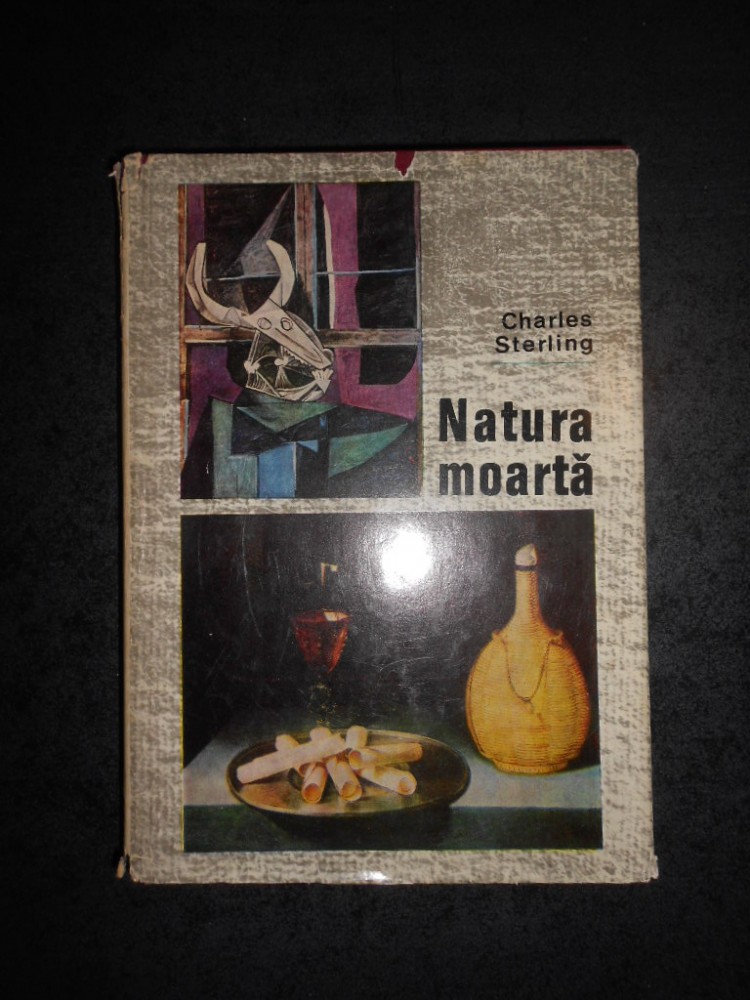 Charles
Sterling
Natura
moartă